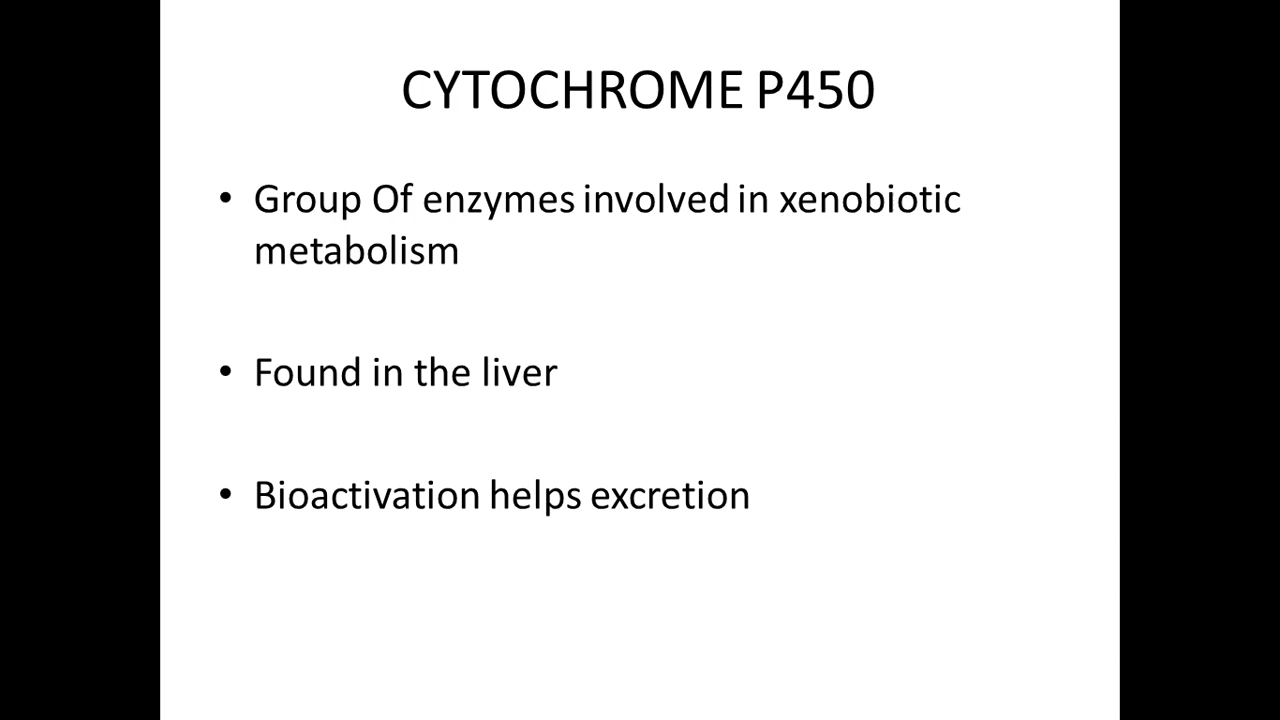 CYTOCHROME P450
• Group Of enzymes involved in xenobiotic
metabolism
• Found in the liver
• Bioactivation helps excretion